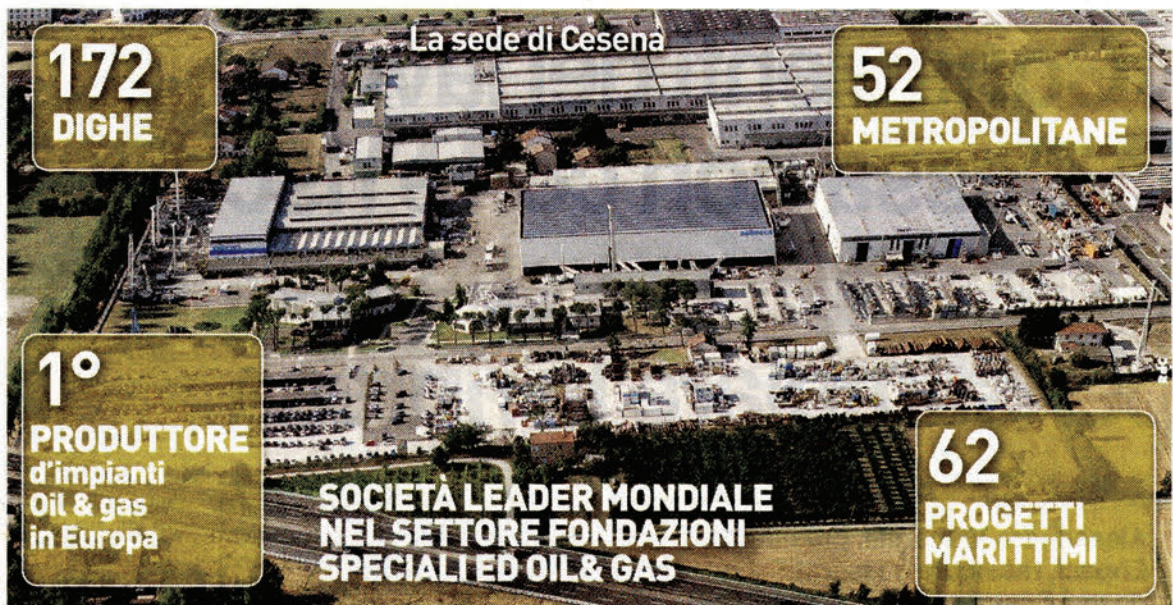 La sede di Cesena
172
DIGHE
52
METROPOLITANE
1°
PRODUTTORE
d'impianti
Oil & gas
in Europa
SOCIETÀ LEADER MONDIALE
NEL SETTORE FONDAZIONI
SPECIALI ED OIL& GAS
62
PROGETTI
MARITTIMI